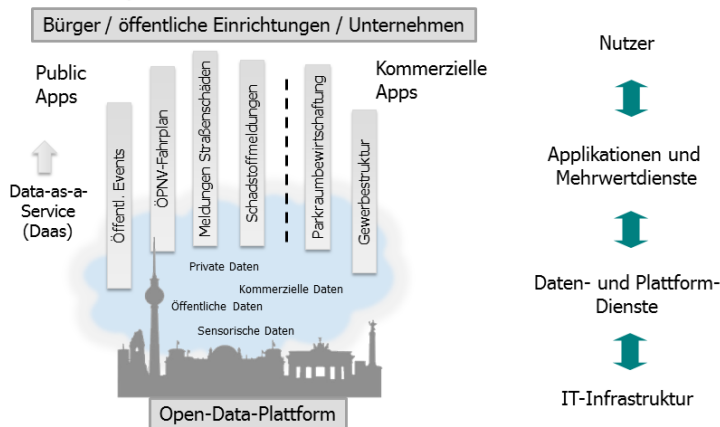 Bürger / öffentliche Einrichtungen / Unternehmen
Public
Apps
Kommerzielle
Apps
Data-as-a-
Service
(Daas)
Öffentl. Events
ÖPNV-Fahrplan
Meldungen Straßenschäden
Schadstoffmeldungen
Parkraumbewirtschaftung
Gewerbestruktur
Private Daten
Kommerzielle Daten
Öffentliche Daten
Sensorische Daten
Open-Data-Plattform
Nutzer
Applikationen und
Mehrwertdienste
Daten- und Plattform-
Dienste
IT-Infrastruktur